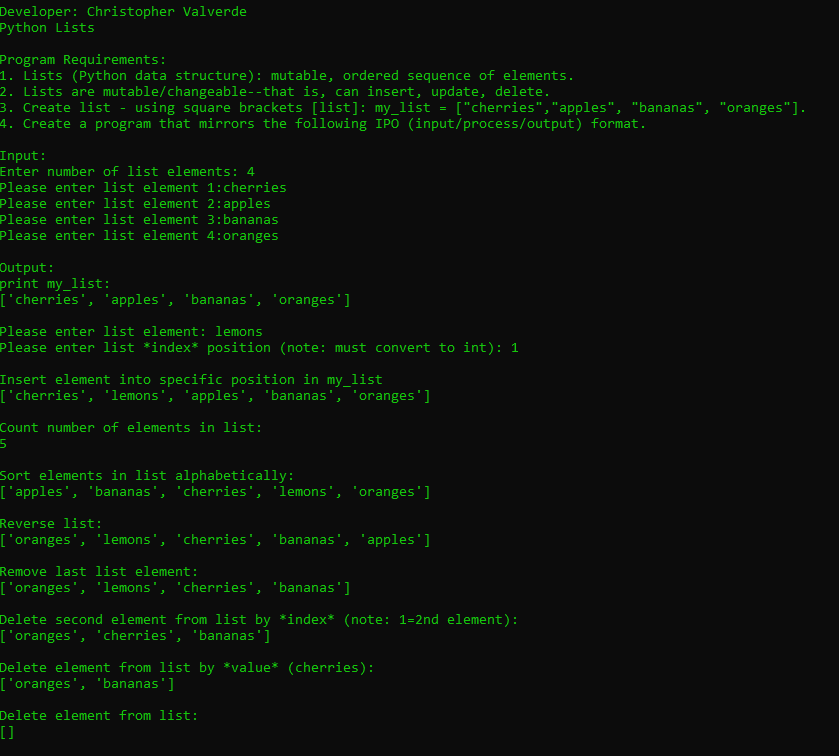 Developer: Christopher Valverde
Python Lists
Program Requirements:
1. Lists (Python data structure): mutable, ordered sequence of elements.
2. Lists are mutable/changeable--that is, can insert, update, delete.
3. Create list - using square brackets [list]: my_list = ["cherries","apples", "bananas", "oranges"].
4. Create a program that mirrors the following IPO (input/process/output) format.
Input:
Enter number of list elements: 4
Please enter list element 1:cherries
Please enter list element 2:apples
Please enter list element 3:bananas
Please enter list element 4:oranges
Output:
print my_list:
['cherries', 'apples', 'bananas', 'oranges']
Please enter list element: lemons
Please enter list *index* position (note: must convert to int): 1
Insert element into specific position in my_list
['cherries', 'lemons', 'apples', 'bananas', 'oranges']
Count number of elements in list:
5
Sort elements in list alphabetically:
['apples', 'bananas', 'cherries', 'lemons', 'oranges']
Reverse list:
['oranges', 'lemons', 'cherries', 'bananas', 'apples']
Remove last list element:
['oranges', 'lemons', 'cherries', 'bananas']
Delete second element from list by *index* (note: 1=2nd element):
['oranges', 'cherries', 'bananas']
Delete element from list by *value* (cherries):
['oranges', 'bananas']
Delete element from list:
[]